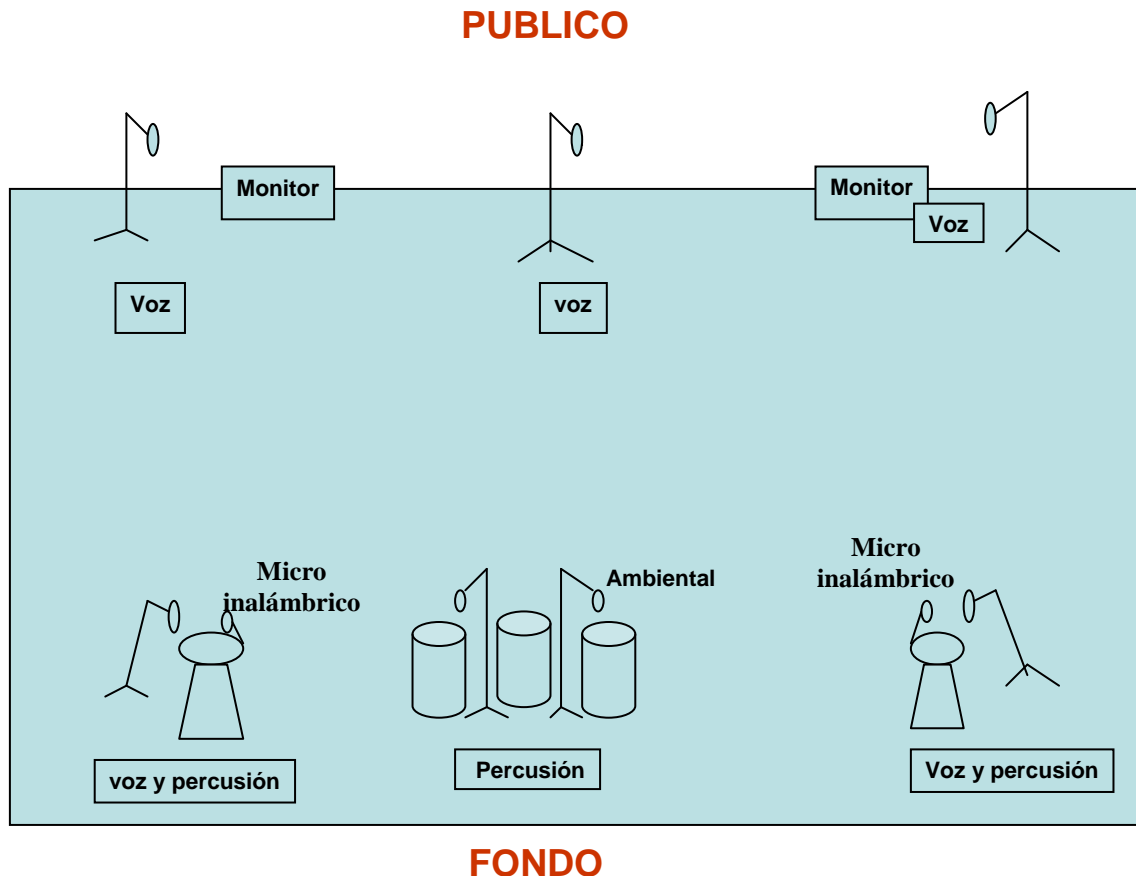 PUBLICO
Monitor
Monitor
Voz
Voz
voz
Micro
inalámbrico
Ambiental
Micro
inalámbrico
voz y percusión
Percusión
Voz y percusión
FONDO